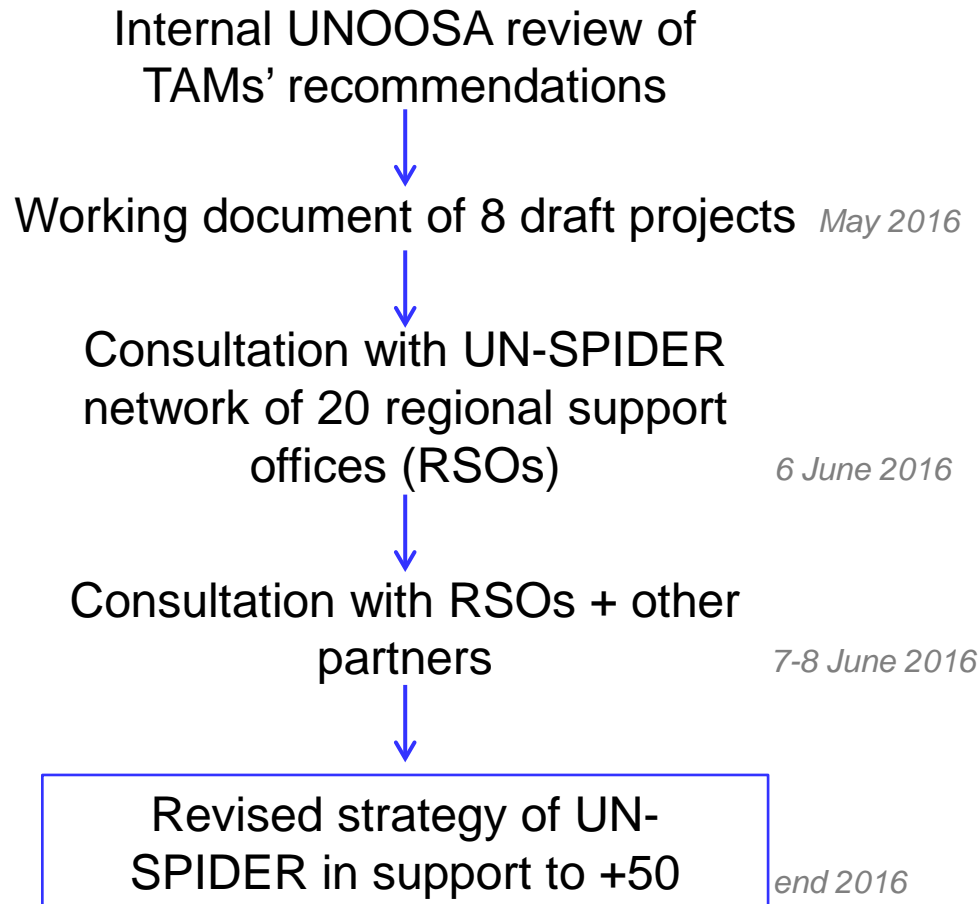 Internal UNOOSA review of
TAMs’ recommendations
Working document of 8 draft projects May 2016
Consultation with UN-SPIDER
network of 20 regional support
offices (RSOs) 6 June 2016
Consultation with RSOs + other
partners 7-8 June 2016
Revised strategy of UN-
SPIDER in support to +50 end 2016